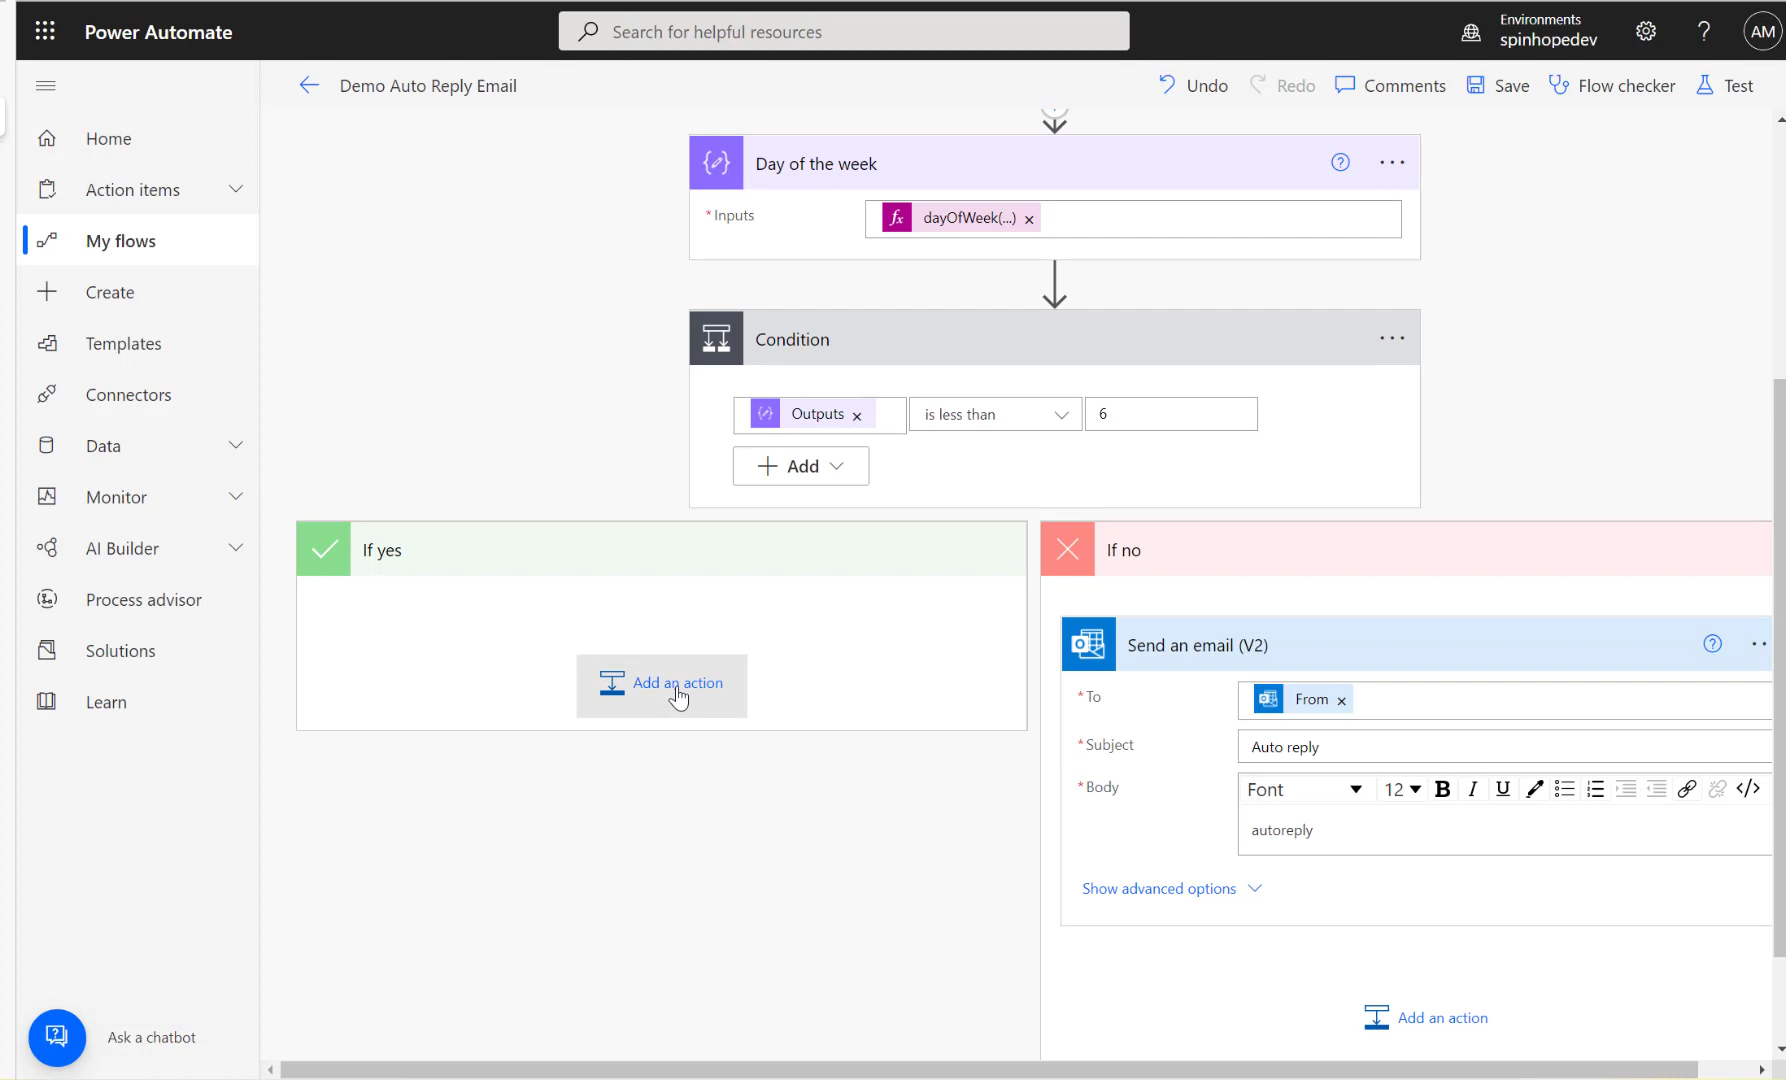 Power Automate
Search for helpful resources
Environments
spinhopedev
?
AM
Demo Auto Reply Email
Undo
Redo
Comments
Save
Flow checker
Test
Home
Action items
My flows
Create
Templates
Connectors
Data
Monitor
AI Builder
Process advisor
Solutions
Learn
Ask a chatbot
Day of the week
* Inputs
fx dayOfWeek(...) ×
Condition
Outputs ×
is less than
6
Add
If yes
Add an action
If no
Send an email (V2)
* To
From ×
* Subject
Auto reply
* Body
Font
12
B I U
</>
autoreply
Show advanced options
Add an action